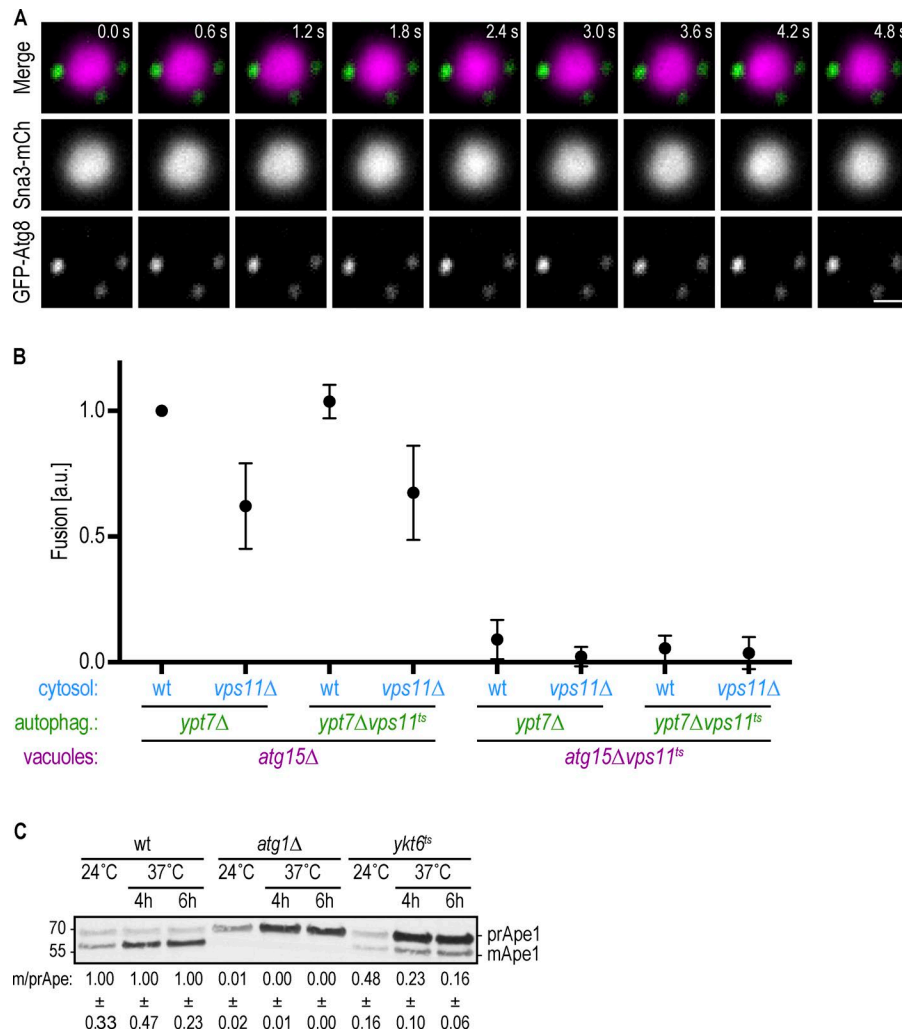 A
0.0 s 0.6 s 1.2 s 1.8 s 2.4 s 3.0 s 3.6 s 4.2 s 4.8 s
Merge
Sna3-mCh
GFP-Atg8
B
Fusion [a.u.]
1.0
0.5
0.0
cytosol: wt vps11Δ wt vps11Δ wt vps11Δ wt vps11Δ
autophag.: ypt7Δ ypt7Δvps11ts ypt7Δ ypt7Δvps11ts
vacuoles: atg15Δ atg15Δvps11ts
C
wt atg1Δ ykt6ts
24°C 37°C 24°C 37°C 24°C 37°C
4h 6h 4h 6h 4h 6h
70 prApe1
55 mApe1
m/prApe: 1.00 1.00 1.00 0.01 0.00 0.00 0.48 0.23 0.16
± ± ± ± ± ± ± ± ±
0.33 0.47 0.23 0.02 0.01 0.00 0.16 0.10 0.06